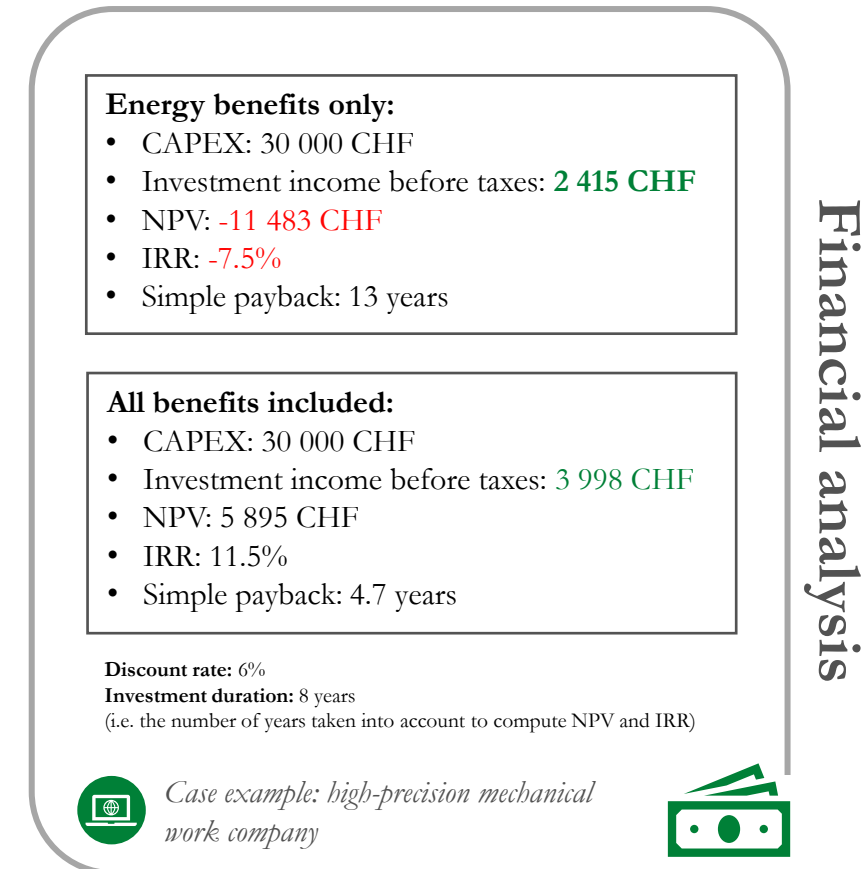 Energy benefits only:
• CAPEX: 30 000 CHF
• Investment income before taxes: 2 415 CHF
• NPV: -11 483 CHF
• IRR: -7.5%
• Simple payback: 13 years
All benefits included:
• CAPEX: 30 000 CHF
• Investment income before taxes: 3 998 CHF
• NPV: 5 895 CHF
• IRR: 11.5%
• Simple payback: 4.7 years
Discount rate: 6%
Investment duration: 8 years
(i.e. the number of years taken into account to compute NPV and IRR)
Case example: high-precision mechanical
work company
Financial analysis